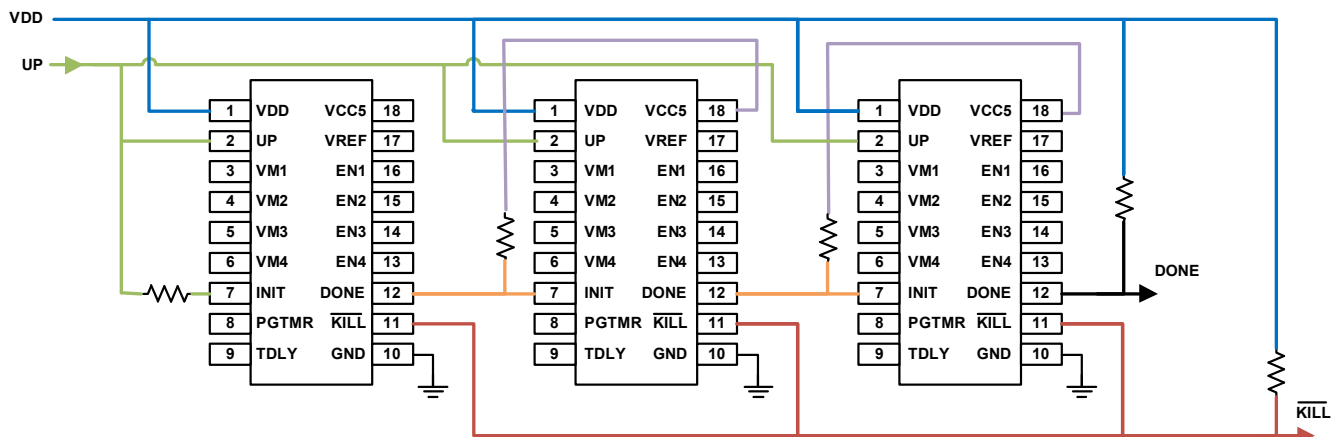 VDD
UP
1 VDD VCC5 18
2 UP VREF 17
3 VM1 EN1 16
4 VM2 EN2 15
5 VM3 EN3 14
6 VM4 EN4 13
7 INIT DONE 12
8 PGTMR KILL 11
9 TDLY GND 10
1 VDD VCC5 18
2 UP VREF 17
3 VM1 EN1 16
4 VM2 EN2 15
5 VM3 EN3 14
6 VM4 EN4 13
7 INIT DONE 12
8 PGTMR KILL 11
9 TDLY GND 10
1 VDD VCC5 18
2 UP VREF 17
3 VM1 EN1 16
4 VM2 EN2 15
5 VM3 EN3 14
6 VM4 EN4 13
7 INIT DONE 12
8 PGTMR KILL 11
9 TDLY GND 10
DONE
KILL